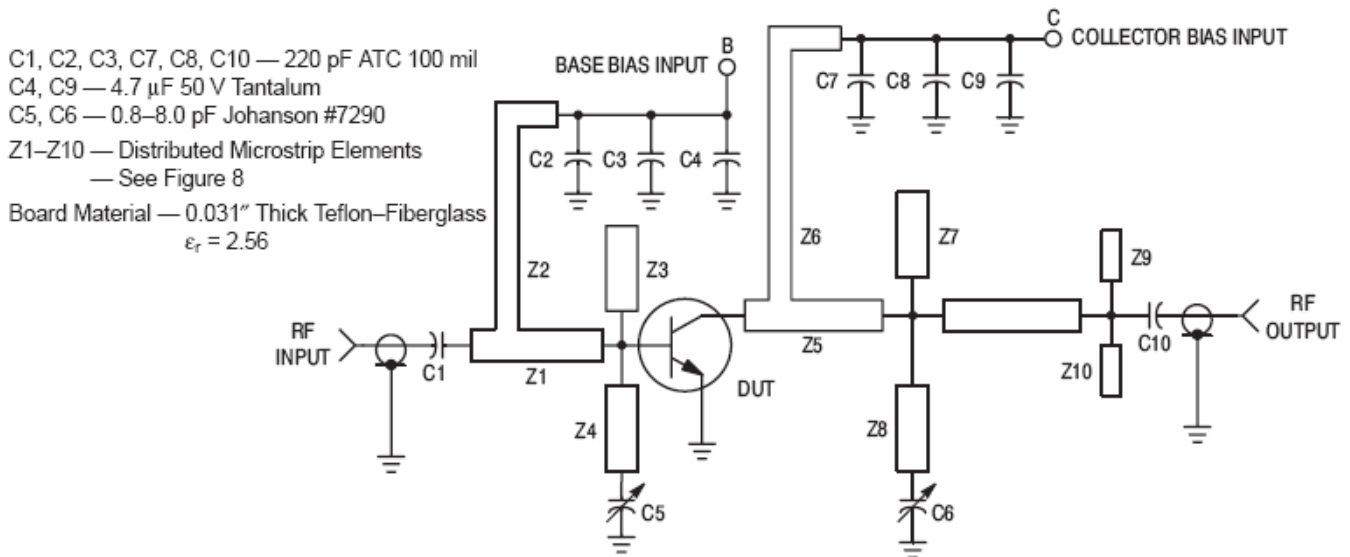 C1, C2, C3, C7, C8, C10 — 220 pF ATC 100 mil
C4, C9 — 4.7 µF 50 V Tantalum
C5, C6 — 0.8–8.0 pF Johanson #7290
Z1–Z10 — Distributed Microstrip Elements
— See Figure 8
Board Material — 0.031″ Thick Teflon–Fiberglass
εr = 2.56
BASE BIAS INPUT
B
C
COLLECTOR BIAS INPUT
C2
C3
C4
C7
C8
C9
Z2
Z3
Z6
Z7
Z9
RF
INPUT
C1
Z1
Z4
C5
DUT
Z5
Z8
C6
Z10
C10
RF
OUTPUT